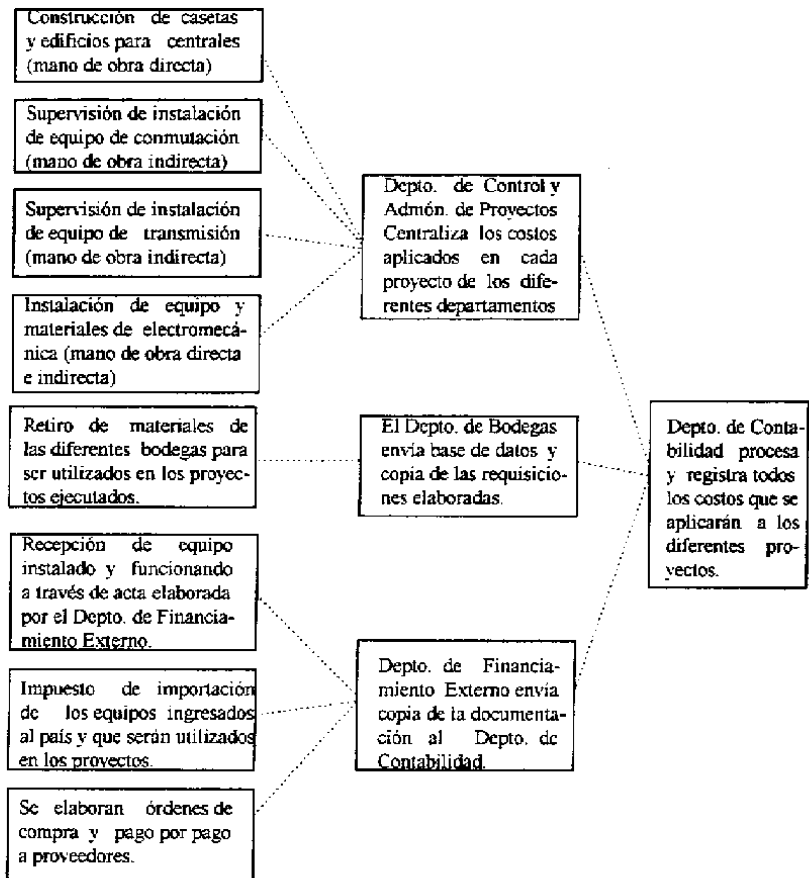 Construcción de casetas
y edificios para centrales
(mano de obra directa)
Supervisión de instalación
de equipo de conmutación
(mano de obra indirecta)
Supervisión de instalación
de equipo de transmisión
(mano de obra indirecta)
Instalación de equipo y
materiales de electromecá-
nica (mano de obra directa
e indirecta)
Retiro de materiales de
las diferentes bodegas para
ser utilizados en los proyec-
tos ejecutados.
Recepción de equipo
instalado y funcionando
a través de acta elaborada
por el Depto. de Financia-
miento Externo.
Impuesto de importación
de los equipos ingresados
al país y que serán utilizados
en los proyectos.
Se elaboran órdenes de
compra y pago por pago
a proveedores.
Depto. de Control y
Admón. de Proyectos
Centraliza los costos
aplicados en cada
proyecto de los dife-
rentes departamentos
El Depto. de Bodegas
envía base de datos y
copia de las requisicio
nes elaboradas.
Depto. de Financia-
miento Externo envía
copia de la documenta-
ción al Depto. de
Contabilidad.
Depto. de Conta-
bilidad procesa
y registra todos
los costos que se
aplicarán a los
diferentes pro-
yectos.